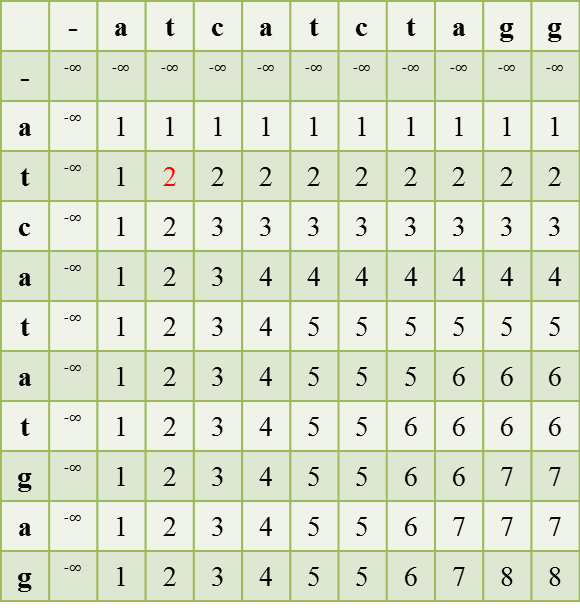 - a t c a t c t a g g
- -∞ -∞ -∞ -∞ -∞ -∞ -∞ -∞ -∞ -∞ -∞
a -∞ 1 1 1 1 1 1 1 1 1 1
t -∞ 1 2 2 2 2 2 2 2 2 2
c -∞ 1 2 3 3 3 3 3 3 3 3
a -∞ 1 2 3 4 4 4 4 4 4 4
t -∞ 1 2 3 4 5 5 5 5 5 5
a -∞ 1 2 3 4 5 5 5 6 6 6
t -∞ 1 2 3 4 5 5 6 6 6 6
g -∞ 1 2 3 4 5 5 6 6 7 7
a -∞ 1 2 3 4 5 5 6 7 7 7
g -∞ 1 2 3 4 5 5 6 7 8 8